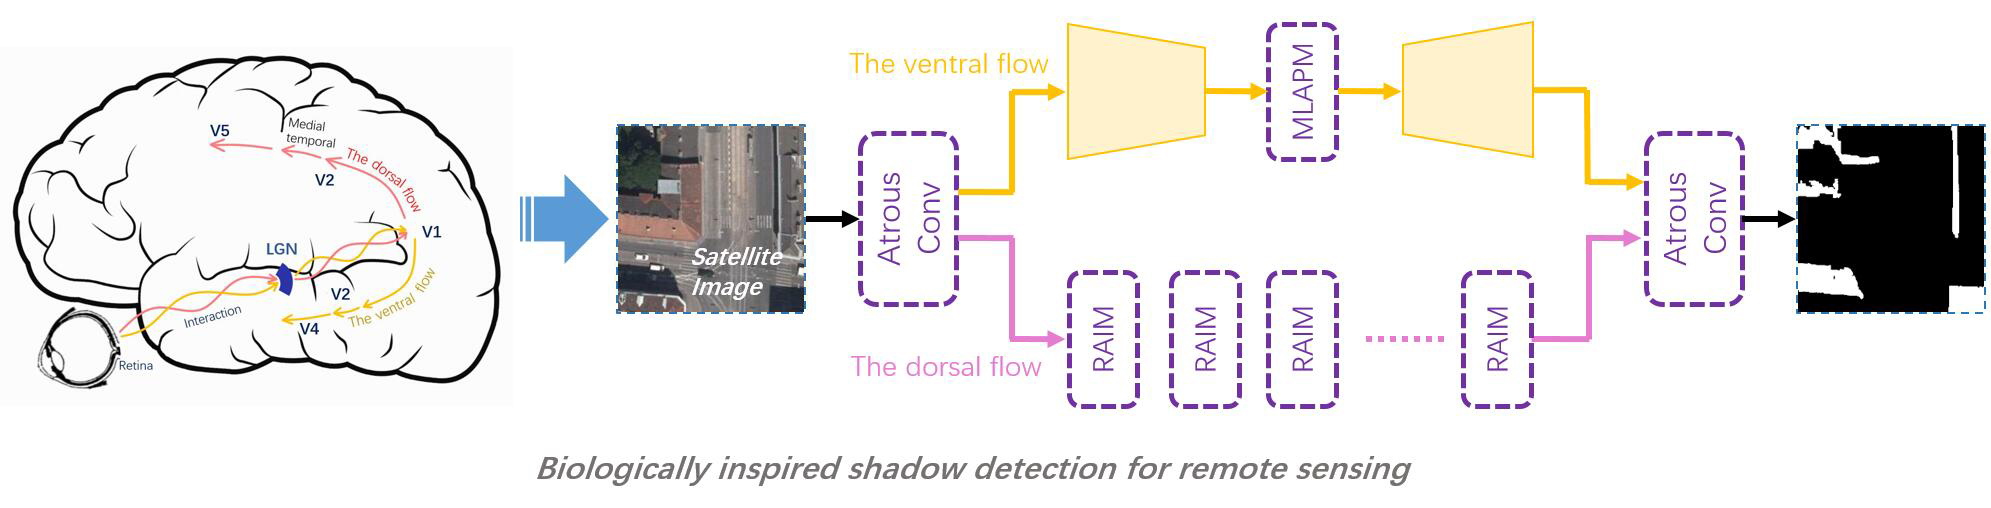 V5
Medial
temporal
The dorsal flow
V2
V1
LGN
V2
The ventral flow
V4
Interaction
Retina
Satellite
Image
Atrous
Conv
The ventral flow
MLAPM
The dorsal flow
RAIM
RAIM
RAIM
RAIM
Atrous
Conv
Biologically inspired shadow detection for remote sensing